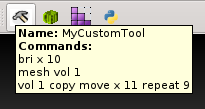 Name: MyCustomTool
Commands:
bri x 10
mesh vol 1
vol 1 copy move x 11 repeat 9